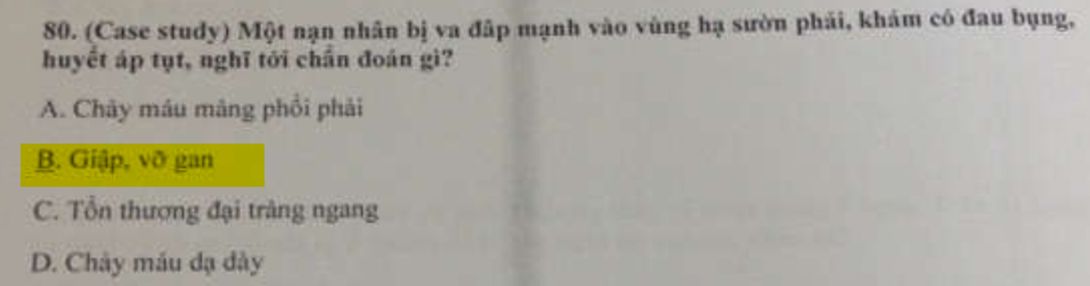 80. (Case study) Một nạn nhân bị va đập mạnh vào vùng hạ sườn phải, khám có đau bụng,
huyết áp tụt, nghĩ tới chẩn đoán gì?
A. Chảy máu màng phổi phải
B. Giập, vỡ gan
C. Tổn thương đại tràng ngang
D. Chảy máu dạ dày